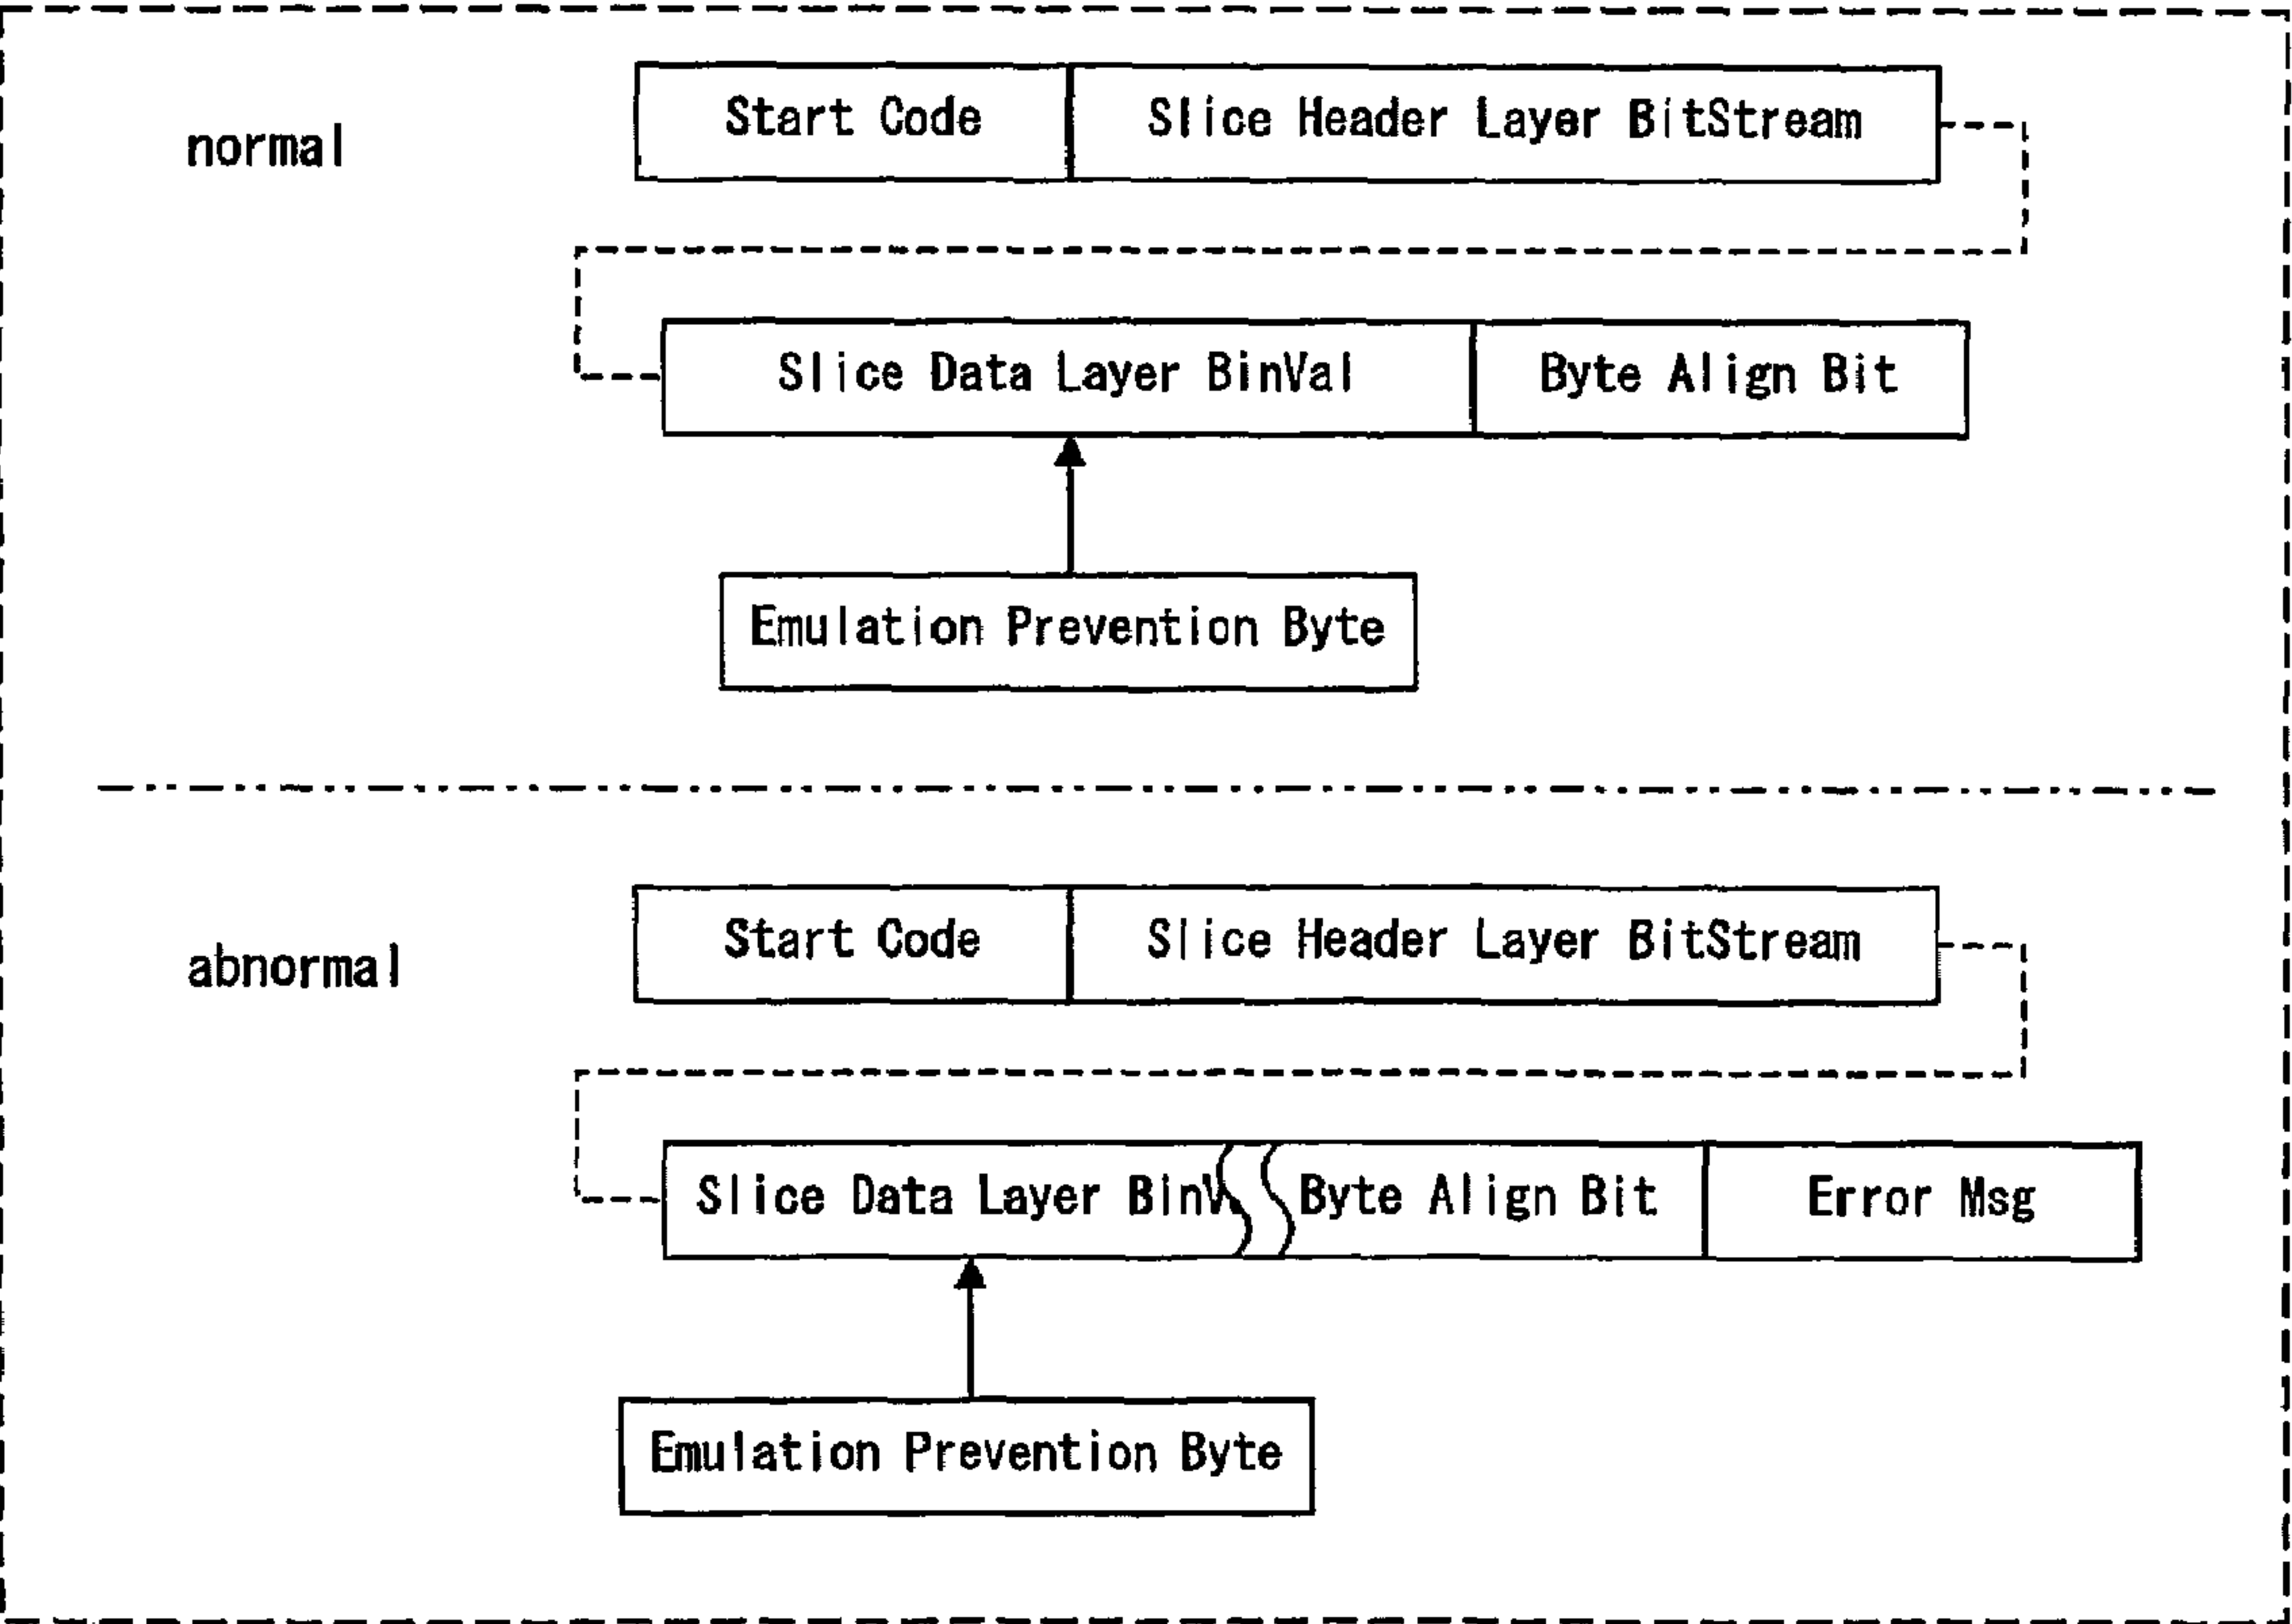 normal
Start Code
Slice Header Layer BitStream
Slice Data Layer BinVal
Byte Align Bit
Emulation Prevention Byte
abnormal
Start Code
Slice Header Layer BitStream
Slice Data Layer BinV
Byte Align Bit
Error Msg
Emulation Prevention Byte